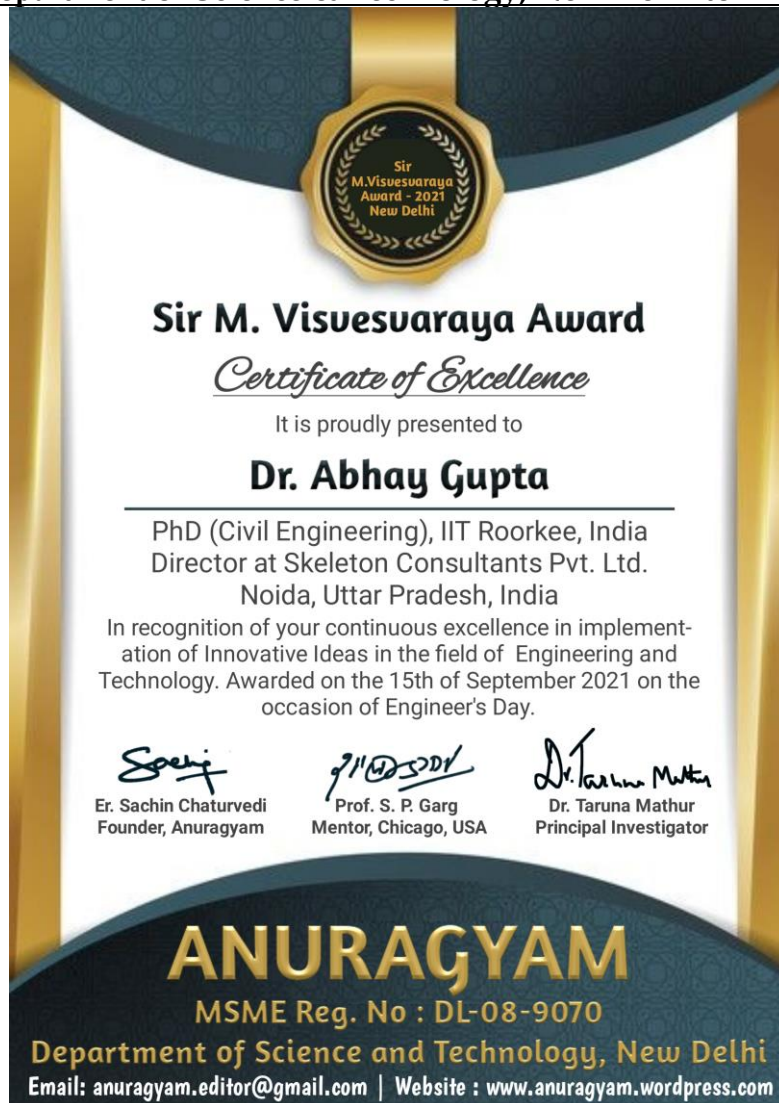 Sir
M.Visvesvaraya
Award - 2021
New Delhi
Sir M. Visvesvaraya Award
Certificate of Excellence
It is proudly presented to
Dr. Abhay Gupta
PhD (Civil Engineering), IIT Roorkee, India
Director at Skeleton Consultants Pvt. Ltd.
Noida, Uttar Pradesh, India
In recognition of your continuous excellence in implement-
ation of Innovative Ideas in the field of Engineering and
Technology. Awarded on the 15th of September 2021 on the
occasion of Engineer's Day.
Sachin
Dr. Taruna Mathur
Er. Sachin Chaturvedi
Prof. S. P. Garg
Dr. Taruna Mathur
Founder, Anuragyam
Mentor, Chicago, USA
Principal Investigator
ANURAGYAM
MSME Reg. No : DL-08-9070
Department of Science and Technology, New Delhi
Email: anuragyam.editor@gmail.com | Website : www.anuragyam.wordpress.com